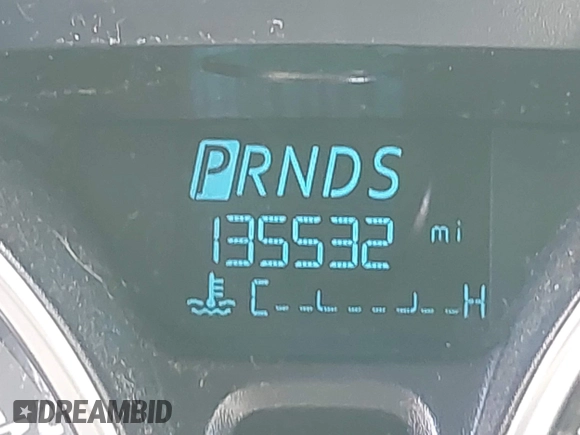 PRNDS
135532 mi
C H
DREAMBID